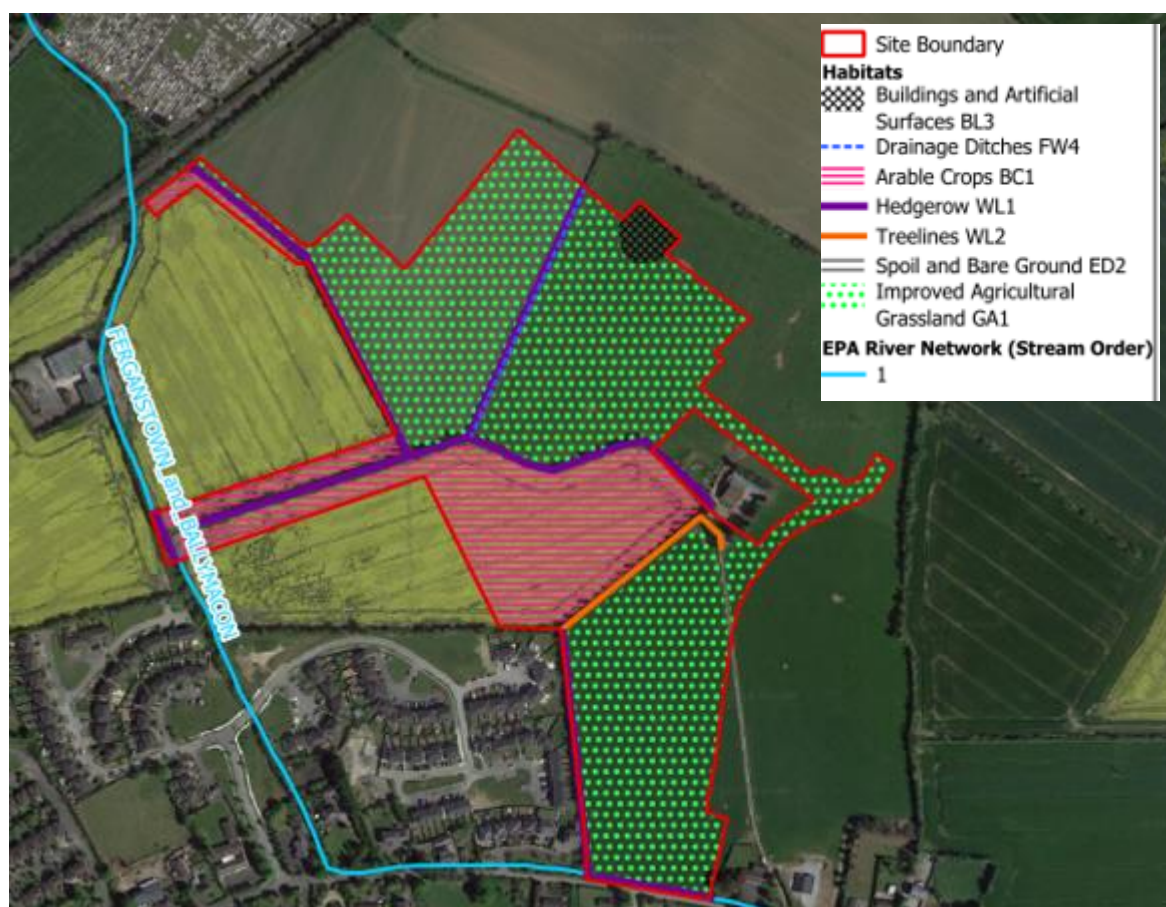 Site Boundary
Habitats
Buildings and Artificial
Surfaces BL3
Drainage Ditches FW4
Arable Crops BC1
Hedgerow WL1
Treelines WL2
Spoil and Bare Ground ED2
Improved Agricultural
Grassland GA1
EPA River Network (Stream Order)
1
FERGANSTOWN_and_BALLYMACON